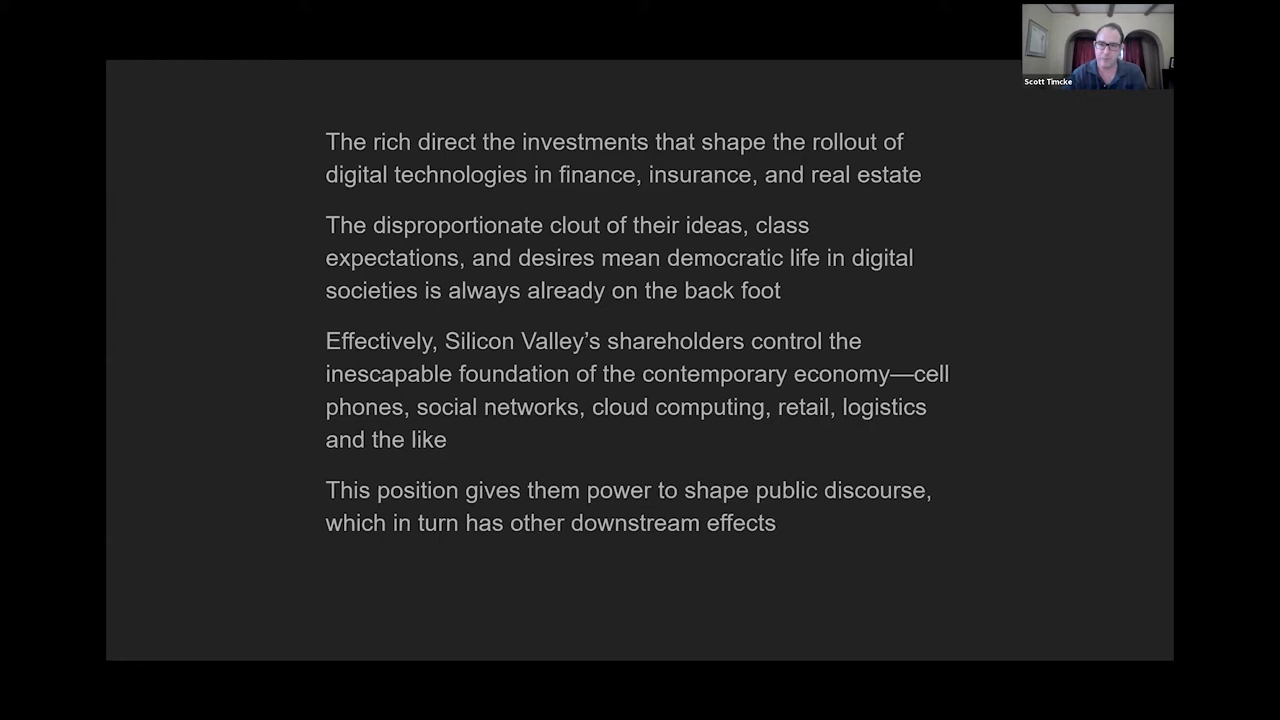 Scott Timcke
The rich direct the investments that shape the rollout of
digital technologies in finance, insurance, and real estate
The disproportionate clout of their ideas, class
expectations, and desires mean democratic life in digital
societies is always already on the back foot
Effectively, Silicon Valley’s shareholders control the
inescapable foundation of the contemporary economy—cell
phones, social networks, cloud computing, retail, logistics
and the like
This position gives them power to shape public discourse,
which in turn has other downstream effects